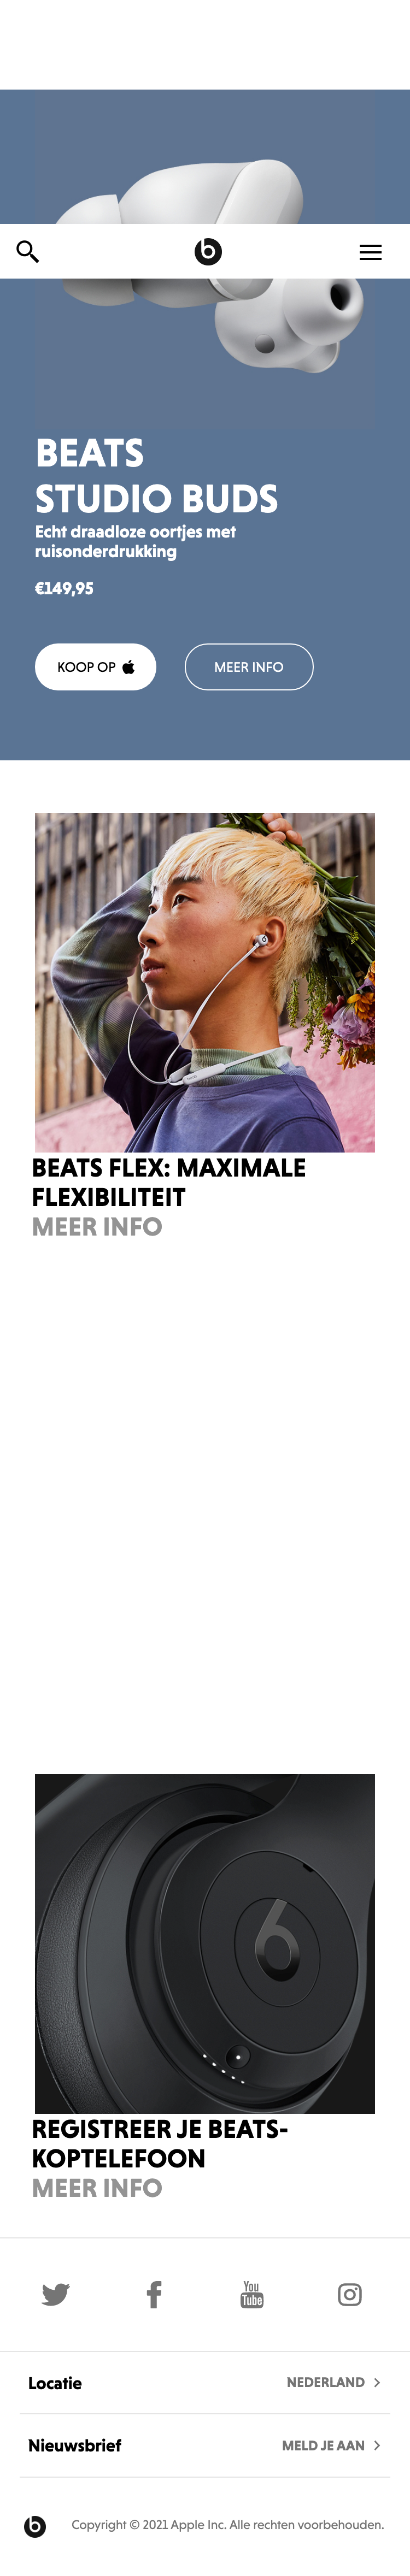 BEATS
STUDIO BUDS
Echt draadloze oortjes met
ruisonderdrukking
€149,95
KOOP OP
MEER INFO
BEATS FLEX: MAXIMALE
FLEXIBILITEIT
MEER INFO
REGISTREER JE BEATS-
KOPTELEFOON
MEER INFO
You
Tube
Locatie
NEDERLAND
Nieuwsbrief
MELD JE AAN
Copyright © 2021 Apple Inc. Alle rechten voorbehouden.